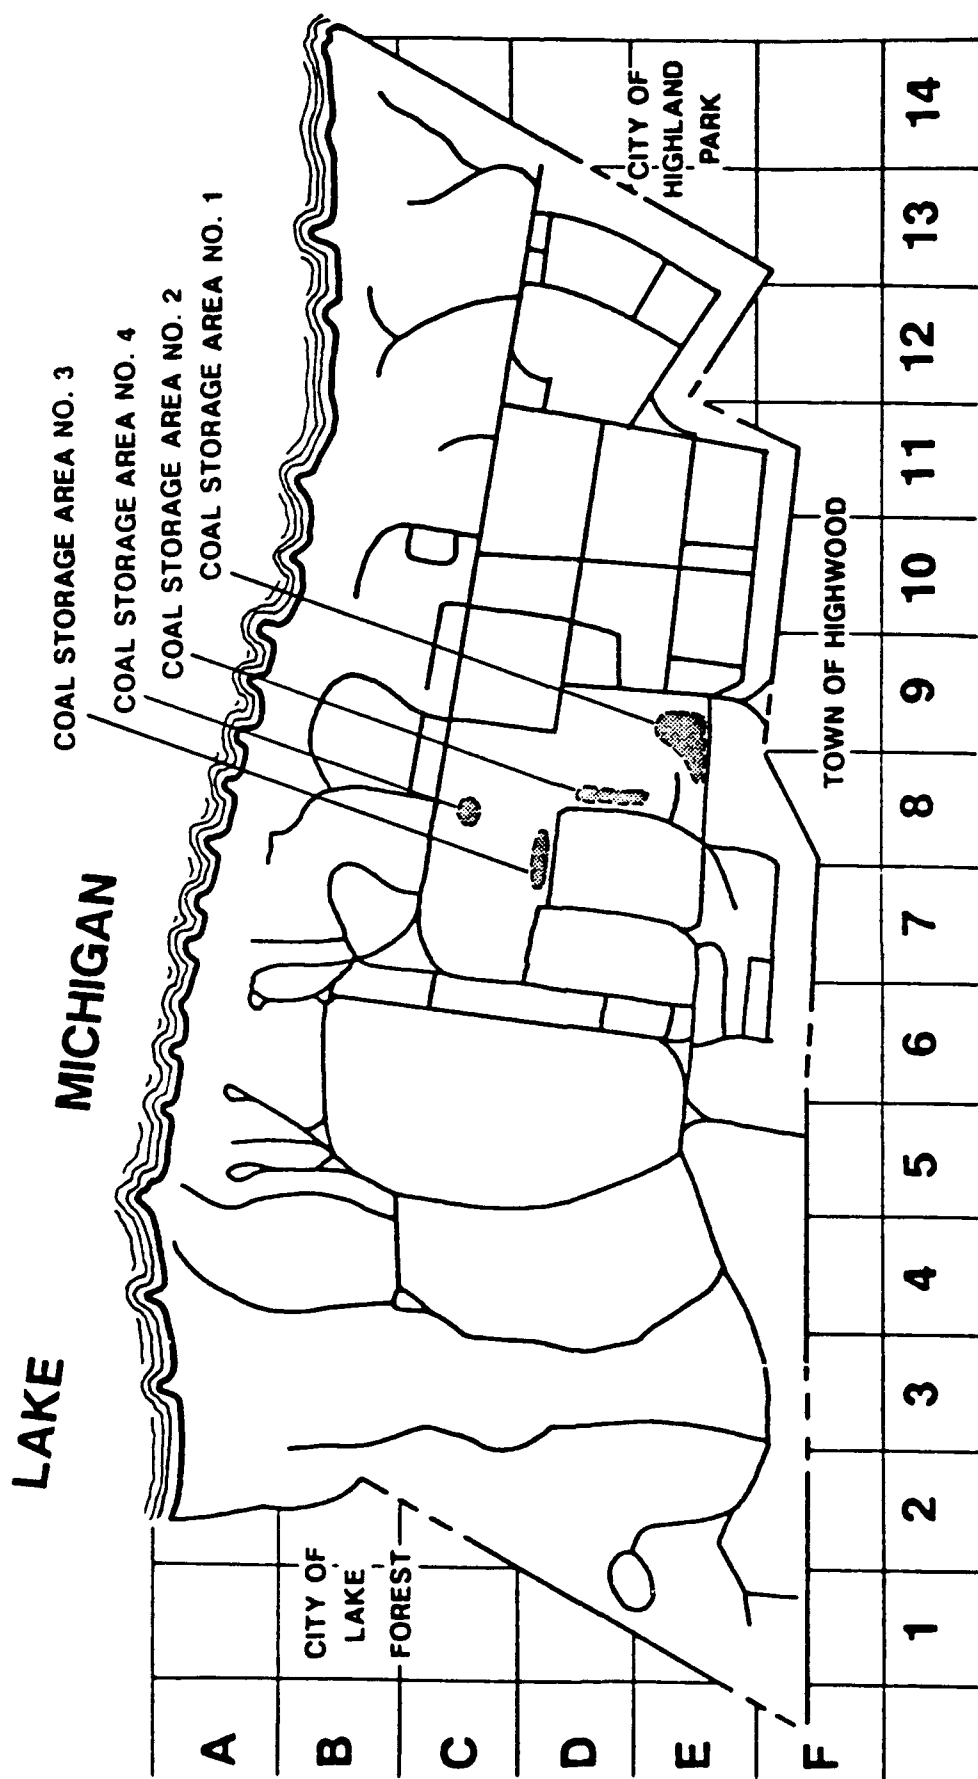 LAKE MICHIGAN
COAL STORAGE AREA NO. 3
COAL STORAGE AREA NO. 4
COAL STORAGE AREA NO. 2
COAL STORAGE AREA NO. 1
CITY OF
LAKE
FOREST
CITY OF
HIGHLAND
PARK
TOWN OF HIGHWOOD
A
B
C
D
E
F
1 2 3 4 5 6 7 8 9 10 11 12 13 14